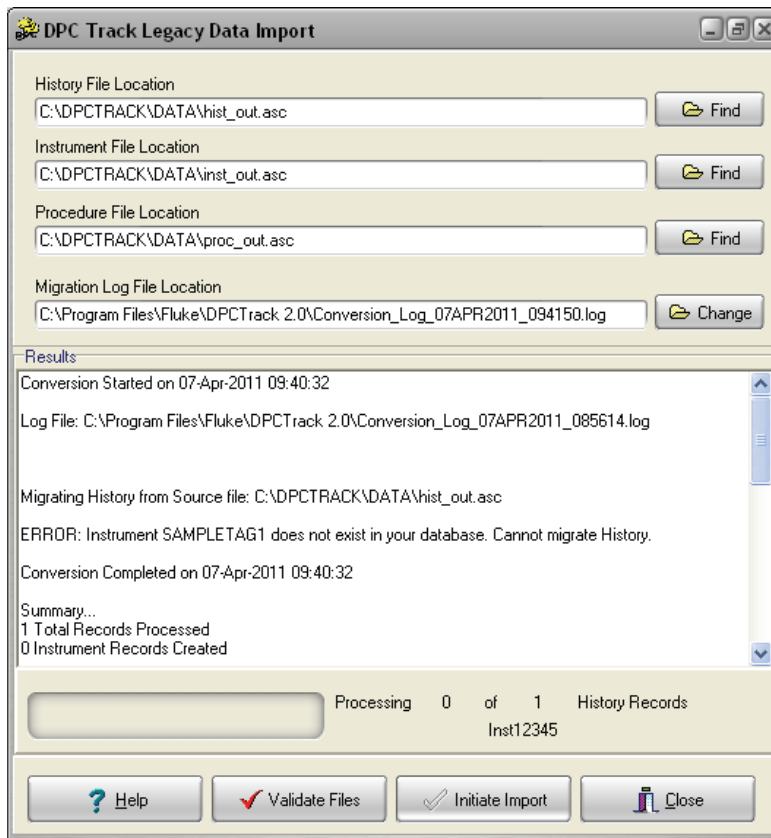 DPC Track Legacy Data Import
History File Location
C:\DPCTRACK\DATA\hist_out.asc
Find
Instrument File Location
C:\DPCTRACK\DATA\inst_out.asc
Find
Procedure File Location
C:\DPCTRACK\DATA\proc_out.asc
Find
Migration Log File Location
C:\Program Files\Fluke\DPCTrack 2.0\Conversion_Log_07APR2011_094150.log
Change
Results
Conversion Started on 07-Apr-2011 09:40:32
Log File: C:\Program Files\Fluke\DPCTrack 2.0\Conversion_Log_07APR2011_085614.log
Migrating History from Source file: C:\DPCTRACK\DATA\hist_out.asc
ERROR: Instrument SAMPLETAG1 does not exist in your database. Cannot migrate History.
Conversion Completed on 07-Apr-2011 09:40:32
Summary...
1 Total Records Processed
0 Instrument Records Created
Processing 0 of 1 History Records
Inst12345
Help
Validate Files
Initiate Import
Close